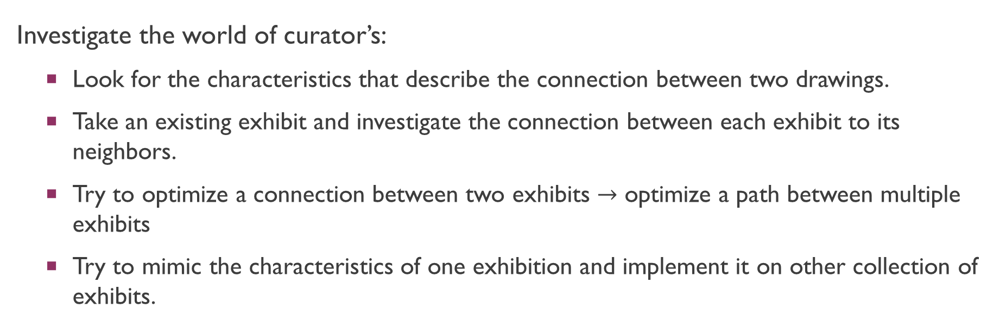 Investigate the world of curator’s:
▪ Look for the characteristics that describe the connection between two drawings.
▪ Take an existing exhibit and investigate the connection between each exhibit to its
neighbors.
▪ Try to optimize a connection between two exhibits → optimize a path between multiple
exhibits
▪ Try to mimic the characteristics of one exhibition and implement it on other collection of
exhibits.